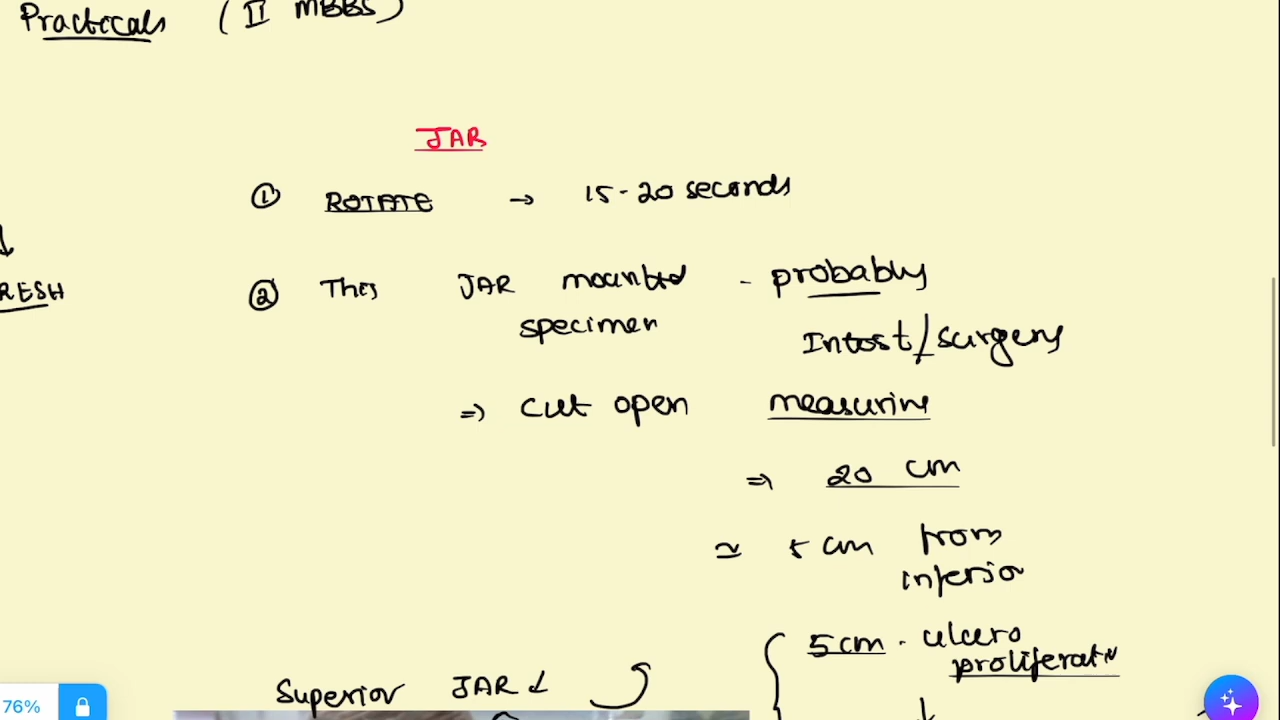 Practicals (II MBBS)
JAR
① ROTATE → 15-20 seconds
RESH
② This JAR mounted - probably
specimen
Intest/surgery
⇒ cut open measuring
⇒ 20 cm
≃ 5 cm from
inferior
5cm - ulcero
proliferativ
Superior JAR
76%